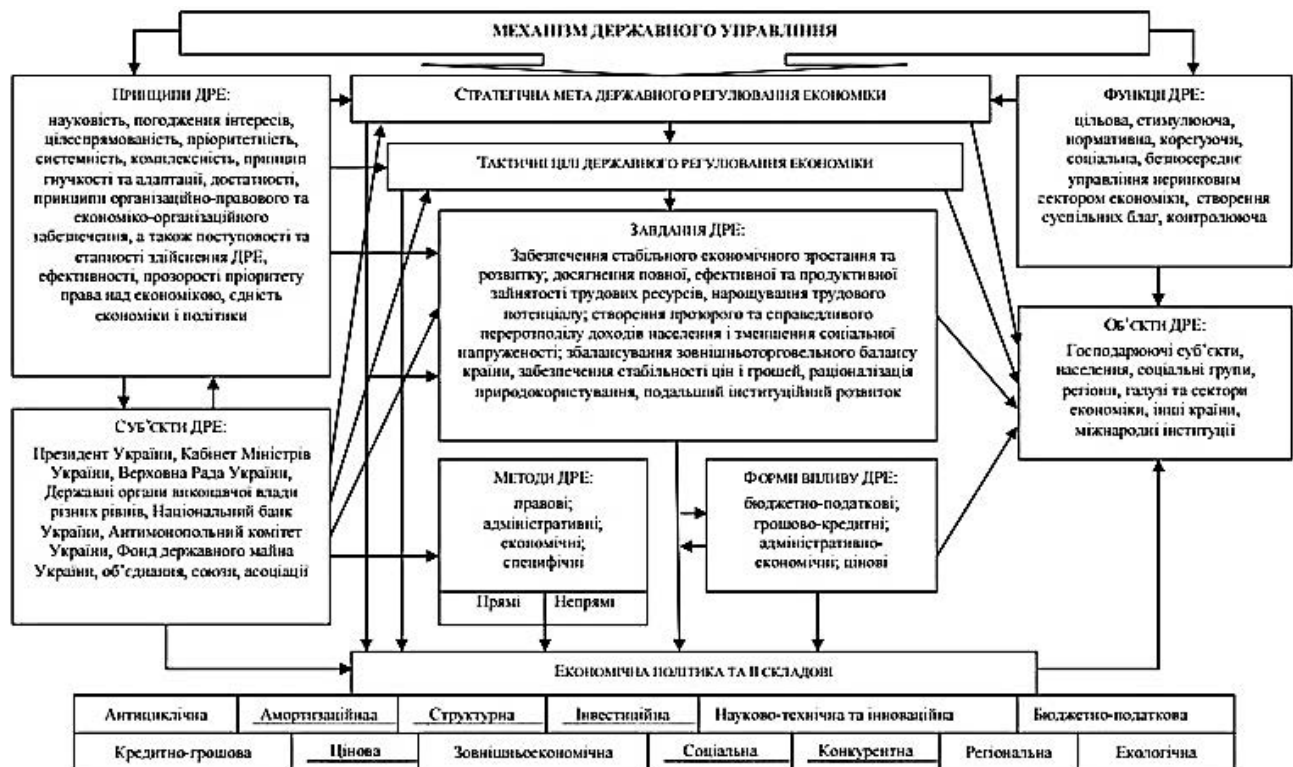 МЕХАНІЗМ ДЕРЖАВНОГО УПРАВЛІННЯ
ПРИНЦИПИ ДРЕ:
науковість, погодження інтересів,
цілеспрямованість, пріоритетність,
системність, комплексність, принцип
гнучкості та адаптації, достатності,
принципи організаційно-правового та
економіко-організаційного
забезпечення, а також поступовості та
етапності здійснення ДРЕ,
ефективності, прозорості пріоритету
права над економікою, єдність
економіки і політики
СУБ’ЄКТИ ДРЕ:
Президент України, Кабінет Міністрів
України, Верховна Рада України,
Державні органи виконавчої влади
різних рівнів, Національний банк
України, Антимонопольний комітет
України, Фонд державного майна
України, об’єднання, союзи, асоціації
СТРАТЕГІЧНА МЕТА ДЕРЖАВНОГО РЕГУЛЮВАННЯ ЕКОНОМІКИ
ТАКТИЧНІ ЦІЛІ ДЕРЖАВНОГО РЕГУЛЮВАННЯ ЕКОНОМІКИ
ЗАВДАННЯ ДРЕ:
Забезпечення стабільного економічного зростання та
розвитку; досягнення повної, ефективної та продуктивної
зайнятості трудових ресурсів, нарощування трудового
потенціалу; створення прозорого та справедливого
перерозподілу доходів населення і зменшення соціальної
напруженості; збалансування зовнішньоторговельного балансу
країни, забезпечення стабільності цін і грошей, раціоналізація
природокористування, подальший інституційний розвиток
МЕТОДИ ДРЕ:
правові;
адміністративні;
економічні;
специфічні
Прямі Непрямі
ФОРМИ ВПЛИВУ ДРЕ:
бюджетно-податкові;
грошово-кредитні;
адміністративно-
економічні; цінові
ФУНКЦІЇ ДРЕ:
цільова, стимулююча,
нормативна, корегуючи,
соціальна, безпосереднє
управління неринковим
сектором економіки, створення
суспільних благ, контролююча
ОБ’ЄКТИ ДРЕ:
Господарюючі суб’єкти,
населення, соціальні групи,
регіони, галузі та сектори
економіки, інші країни,
міжнародні інституції
ЕКОНОМІЧНА ПОЛІТИКА ТА ІІ СКЛАДОВІ
Антициклічна Амортизаційнаа Структурна Інвестиційна Науково-технічна та інноваційна Бюджетно-податкова
Кредитно-грошова Цінова Зовнішньоекономічна Соціальна Конкурентна Регіональна Екологічна